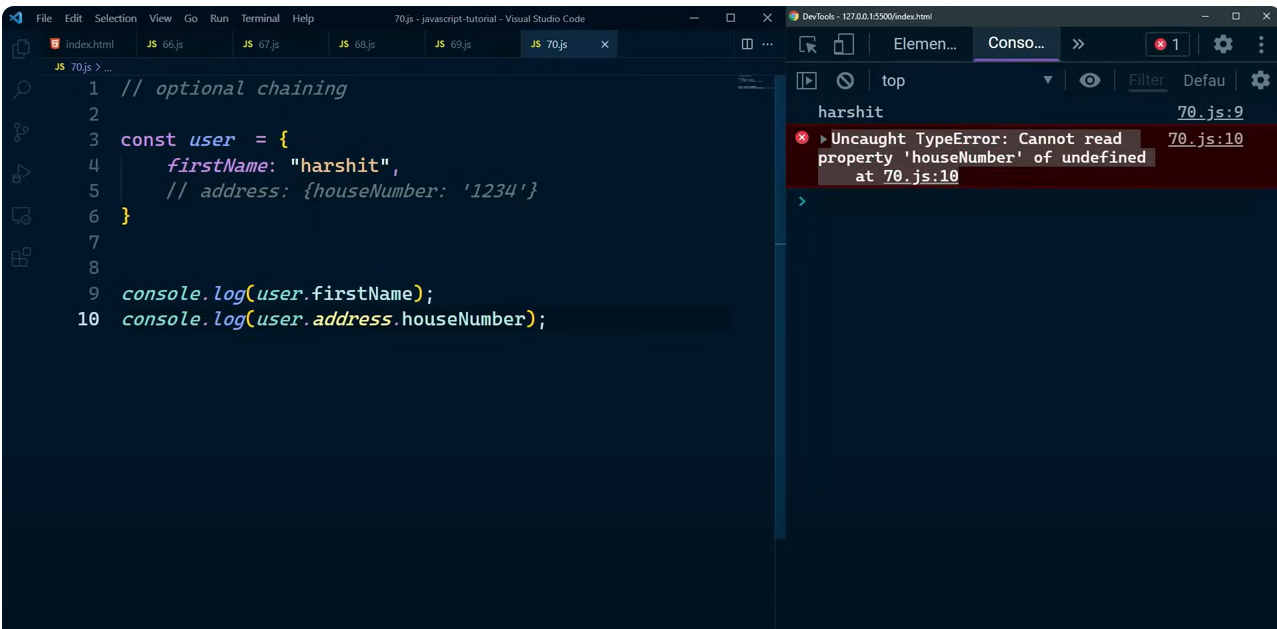 File Edit Selection View Go Run Terminal Help 70.js - javascript-tutorial - Visual Studio Code
index.html JS 66.js JS 67.js JS 68.js JS 69.js JS 70.js
JS 70.js > ...
1 // optional chaining
2
3 const user = {
4 firstName: "harshit",
5 // address: {houseNumber: '1234'}
6 }
7
8
9 console.log(user.firstName);
10 console.log(user.address.houseNumber);
DevTools - 127.0.0.1:5500/index.html
Elemen... Conso... 1
top Filter Defau
harshit 70.js:9
Uncaught TypeError: Cannot read 70.js:10
property 'houseNumber' of undefined
at 70.js:10